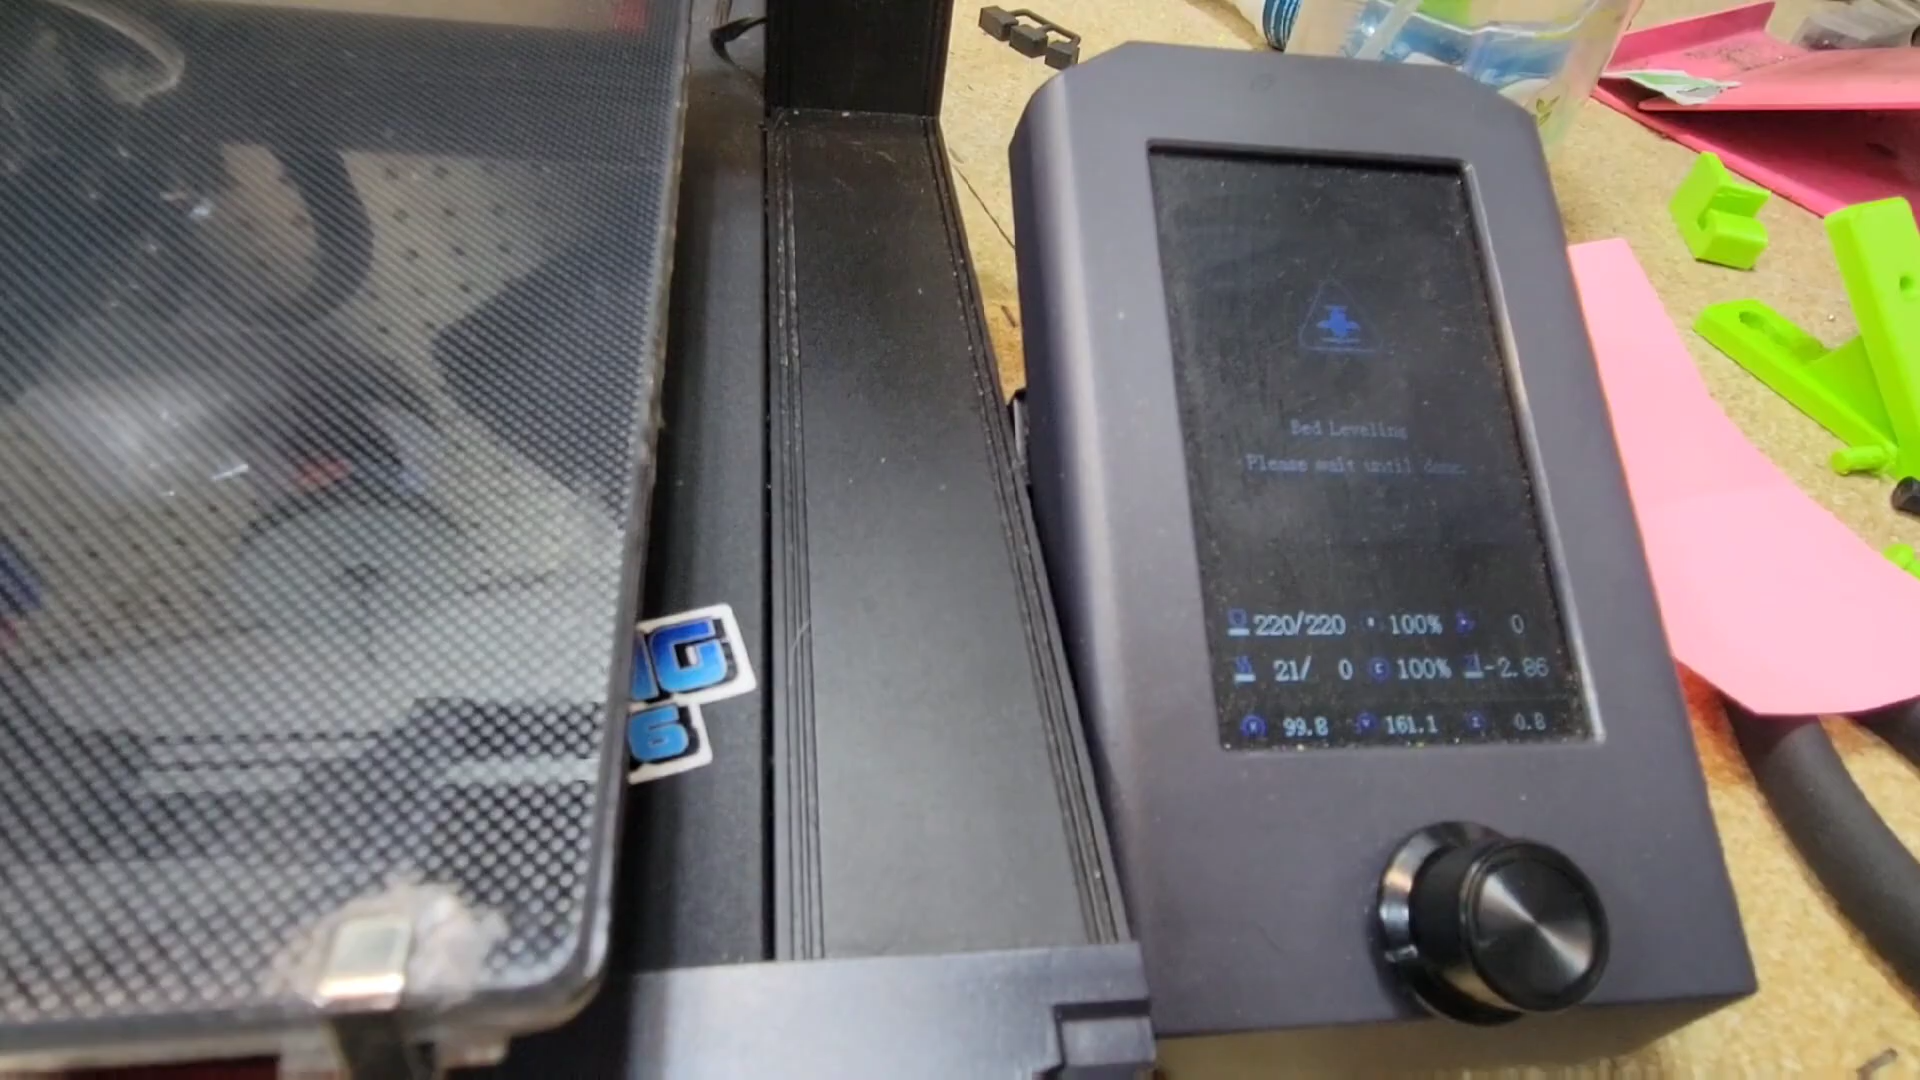 Bed Leveling
Please wait until done.
220/220 100% 0
21/ 0 100% -2.86
99.8 161.1 0.8
G
6